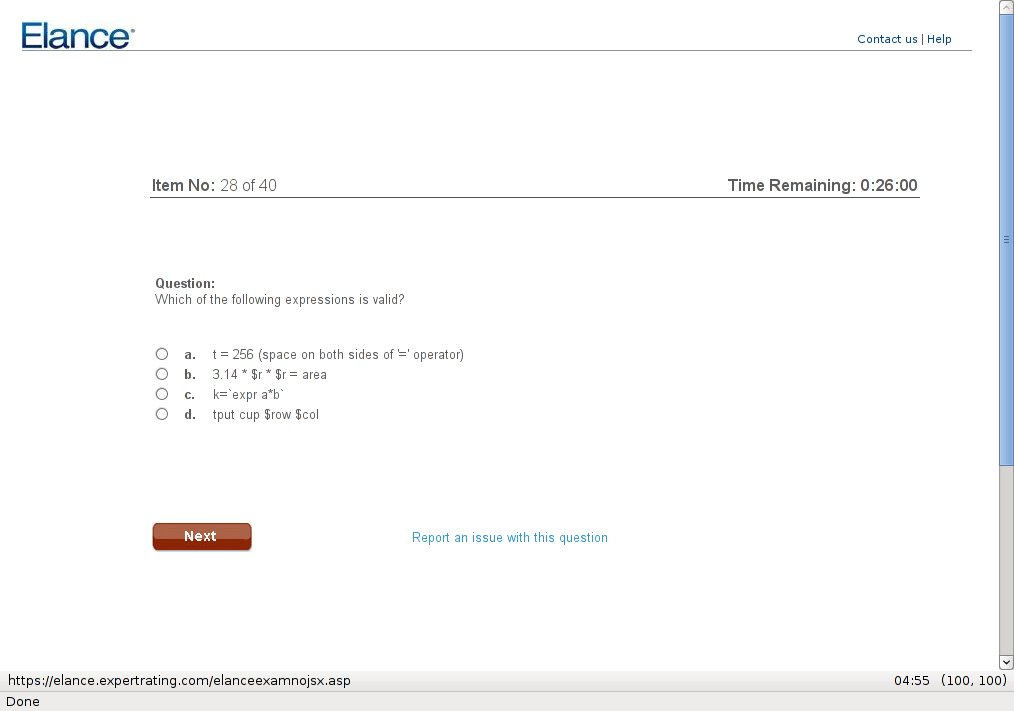 Elance
Contact us | Help
Item No: 28 of 40
Time Remaining: 0:26:00
Question:
Which of the following expressions is valid?
a. t = 256 (space on both sides of '=' operator)
b. 3.14 * $r * $r = area
c. k=`expr a*b`
d. tput cup $row $col
Next
Report an issue with this question
https://elance.expertrating.com/elanceexamnojsx.asp
04:55 (100, 100)
Done